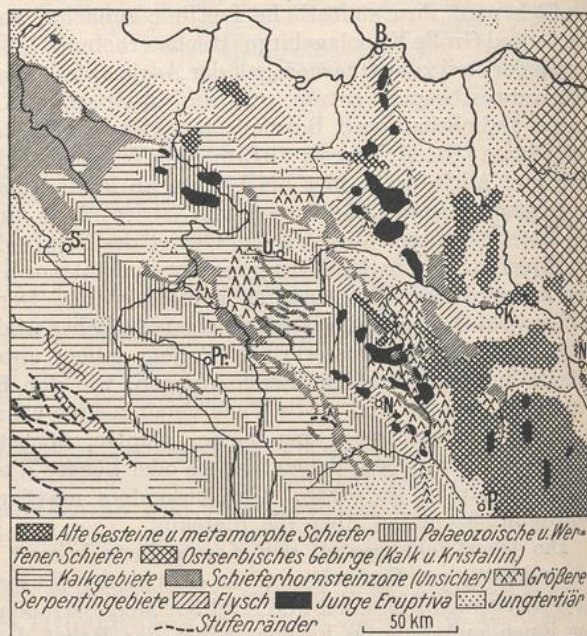 B.
S.
U.
K.
N.
Pr.
N.
P.
Alte Gesteine u. metamorphe Schiefer Palaeozoische u. Wer-
fener Schiefer Ostserbisches Gebirge (Kalk u. Kristallin)
Kalkgebiete Schieferhornsteinzone (Unsicher) Größere
Serpentingebiete Flysch Junge Eruptiva Jungtertiär
Stufenränder 50 km